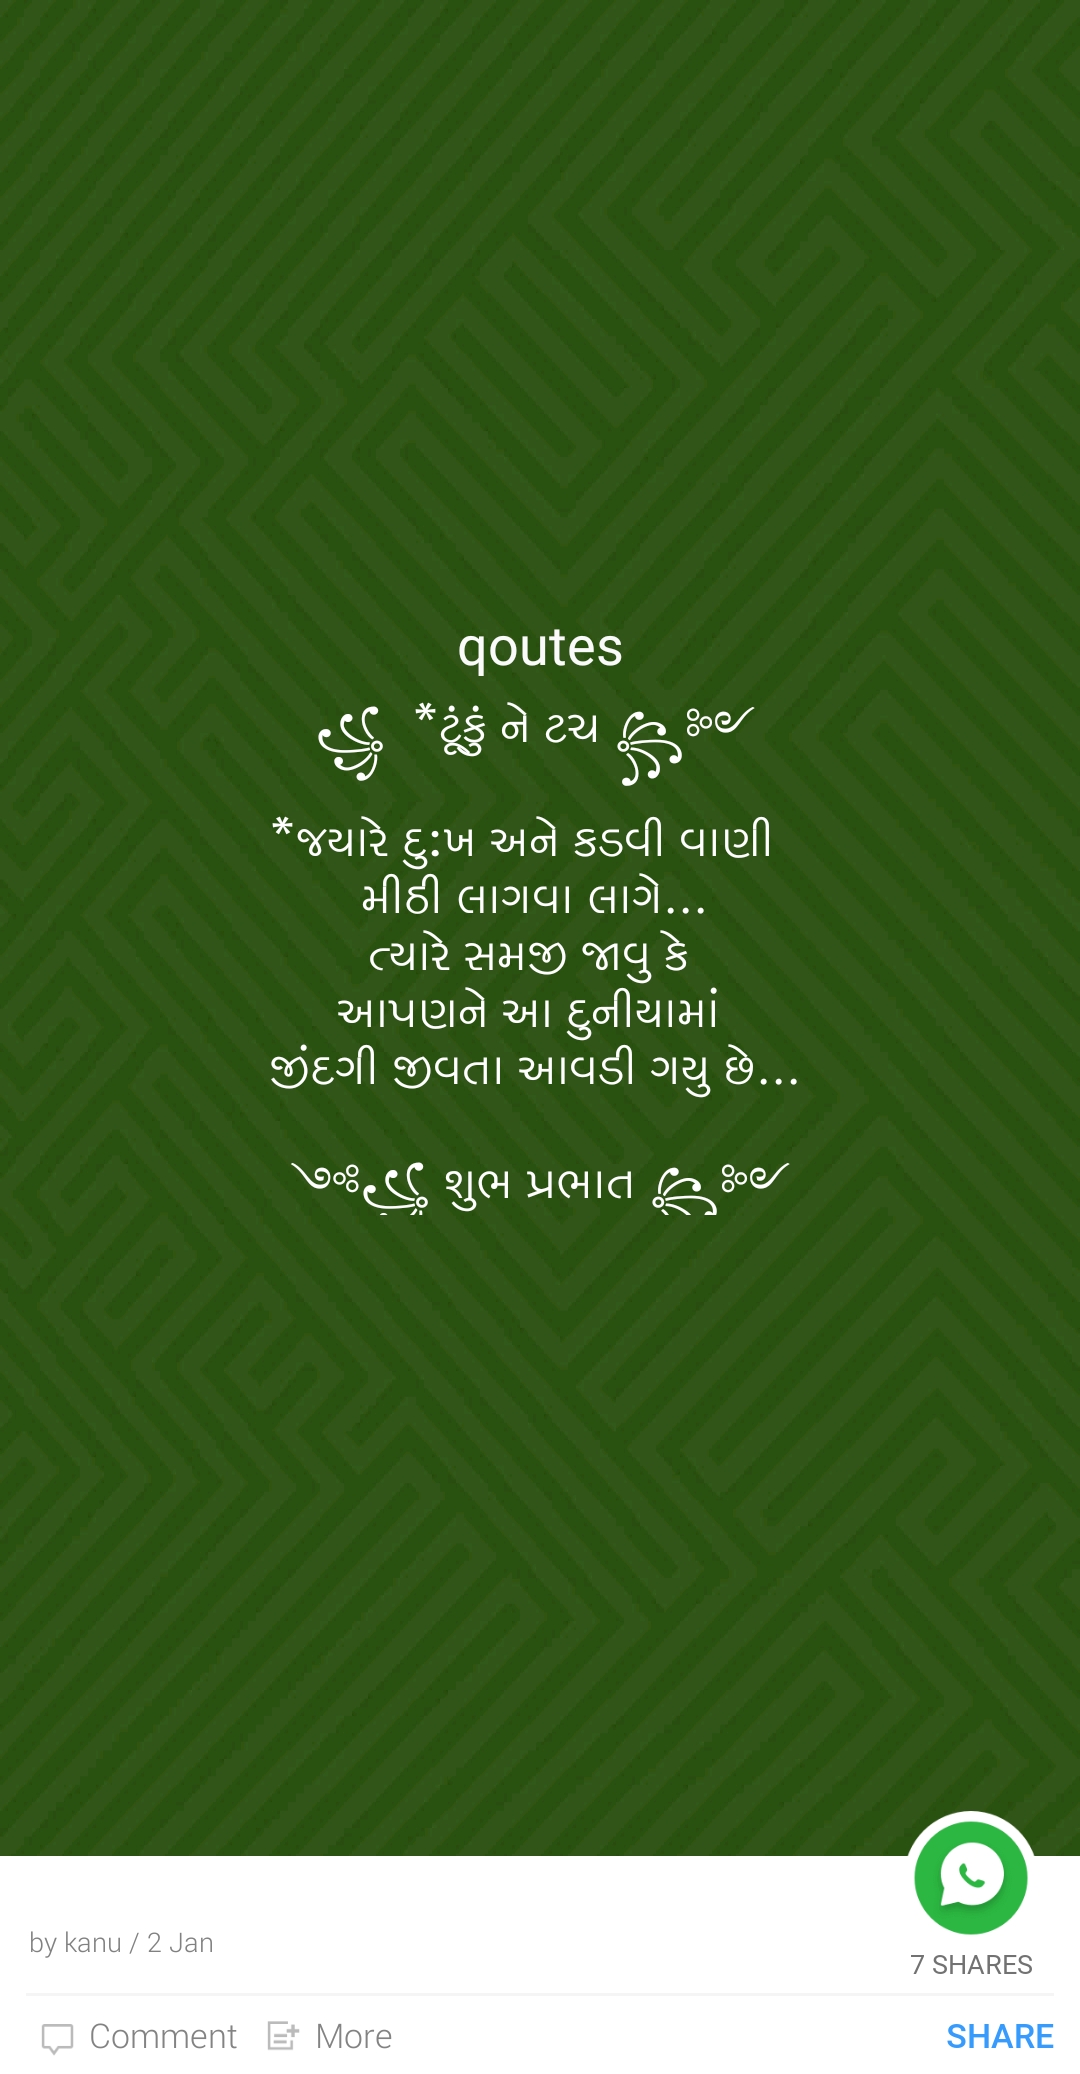 qoutes
꧁ *ટૂંકું ને ટચ ꧂༻
*જયારે દુ:ખ અને કડવી વાણી
મીઠી લાગવા લાગે...
ત્યારે સમજી જાવુ કે
આપણને આ દુનીયામાં
જીંદગી જીવતા આવડી ગયુ છે...
༺꧁ શુભ પ્રભાત ꧂༻
by kanu / 2 Jan
7 SHARES
Comment More SHARE